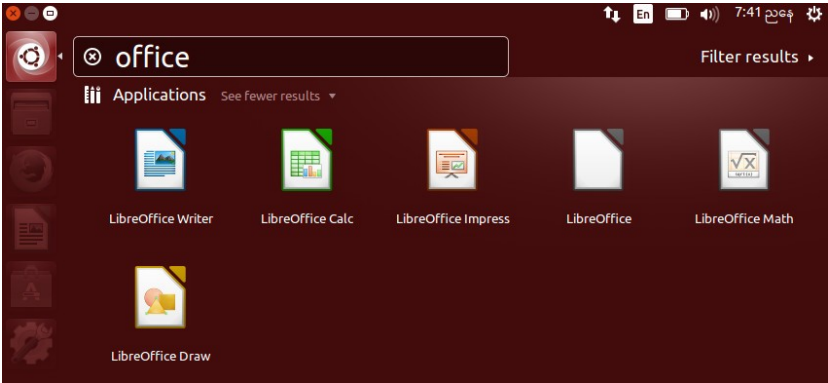 En 7:41 ညနေ
office
Filter results
Applications See fewer results
LibreOffice Writer LibreOffice Calc LibreOffice Impress LibreOffice LibreOffice Math
LibreOffice Draw